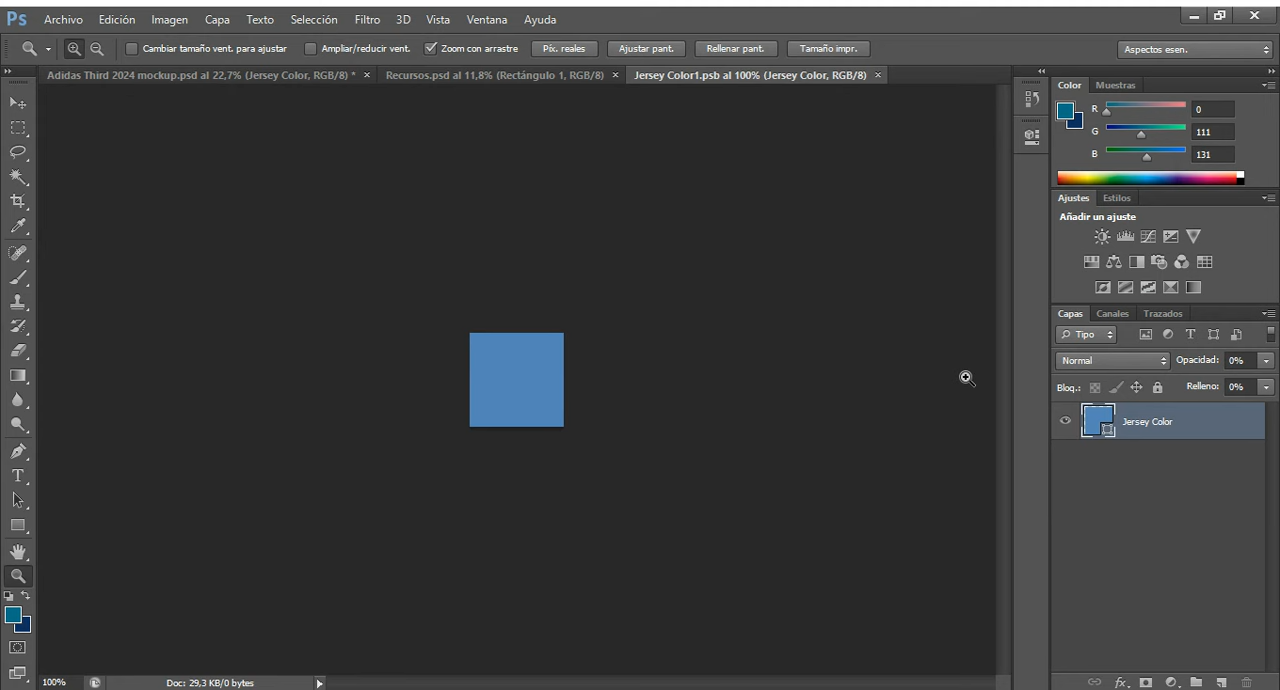 Ps Archivo Edición Imagen Capa Texto Selección Filtro 3D Vista Ventana Ayuda
Cambiar tamaño vent. para ajustar Ampliar/reducir vent. Zoom con arrastre Píx. reales Ajustar pant. Rellenar pant. Tamaño impr. Aspectos esen.
Adidas Third 2024 mockup.psd al 22,7% (Jersey Color, RGB/8) * × Recursos.psd al 11,8% (Rectángulo 1, RGB/8) × Jersey Color1.psb al 100% (Jersey Color, RGB/8) ×
Color Muestras
R 0
G 111
B 131
Ajustes Estilos
Añadir un ajuste
Capas Canales Trazados
Tipo
Normal Opacidad: 0%
Bloq.: Relleno: 0%
Jersey Color
100% Doc: 29,3 KB/0 bytes